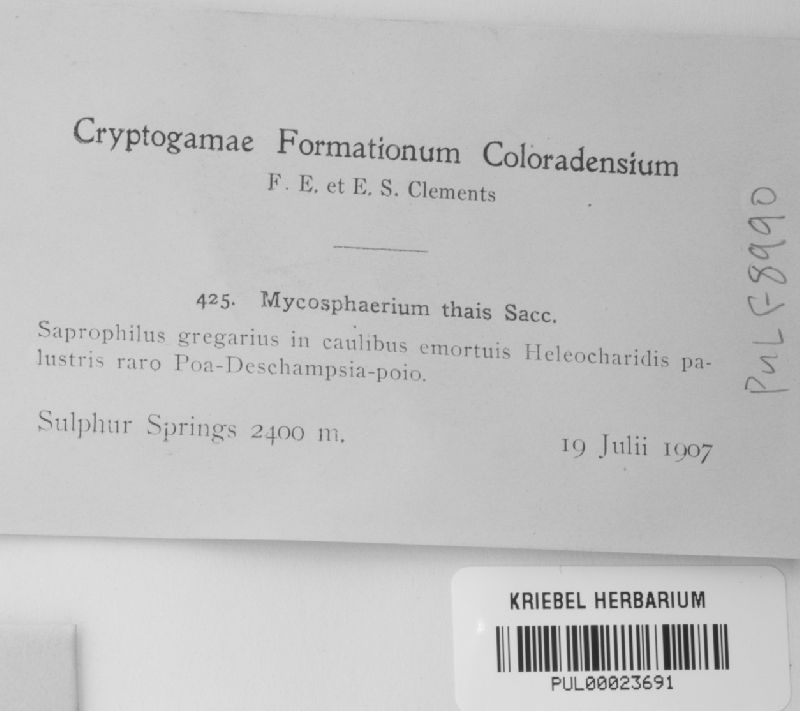 Cryptogamae Formationum Coloradensium
F. E. et E. S. Clements
425. Mycosphaerium thais Sacc.
Saprophilus gregarius in caulibus emortuis Heleocharidis pa-
lustris raro Poa-Deschampsia-poio.
Sulphur Springs 2400 m.
19 Julii 1907
PUL F-8990
KRIEBEL HERBARIUM
PUL00023691